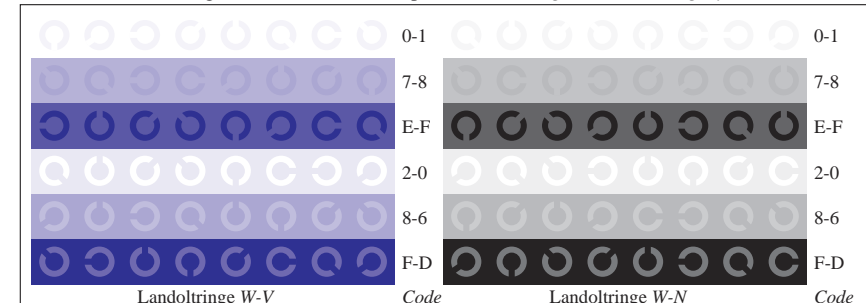 0-1 0-1
7-8 7-8
E-F E-F
2-0 2-0
8-6 8-6
F-D F-D
Landoltringe W-V Code Landoltringe W-N Code